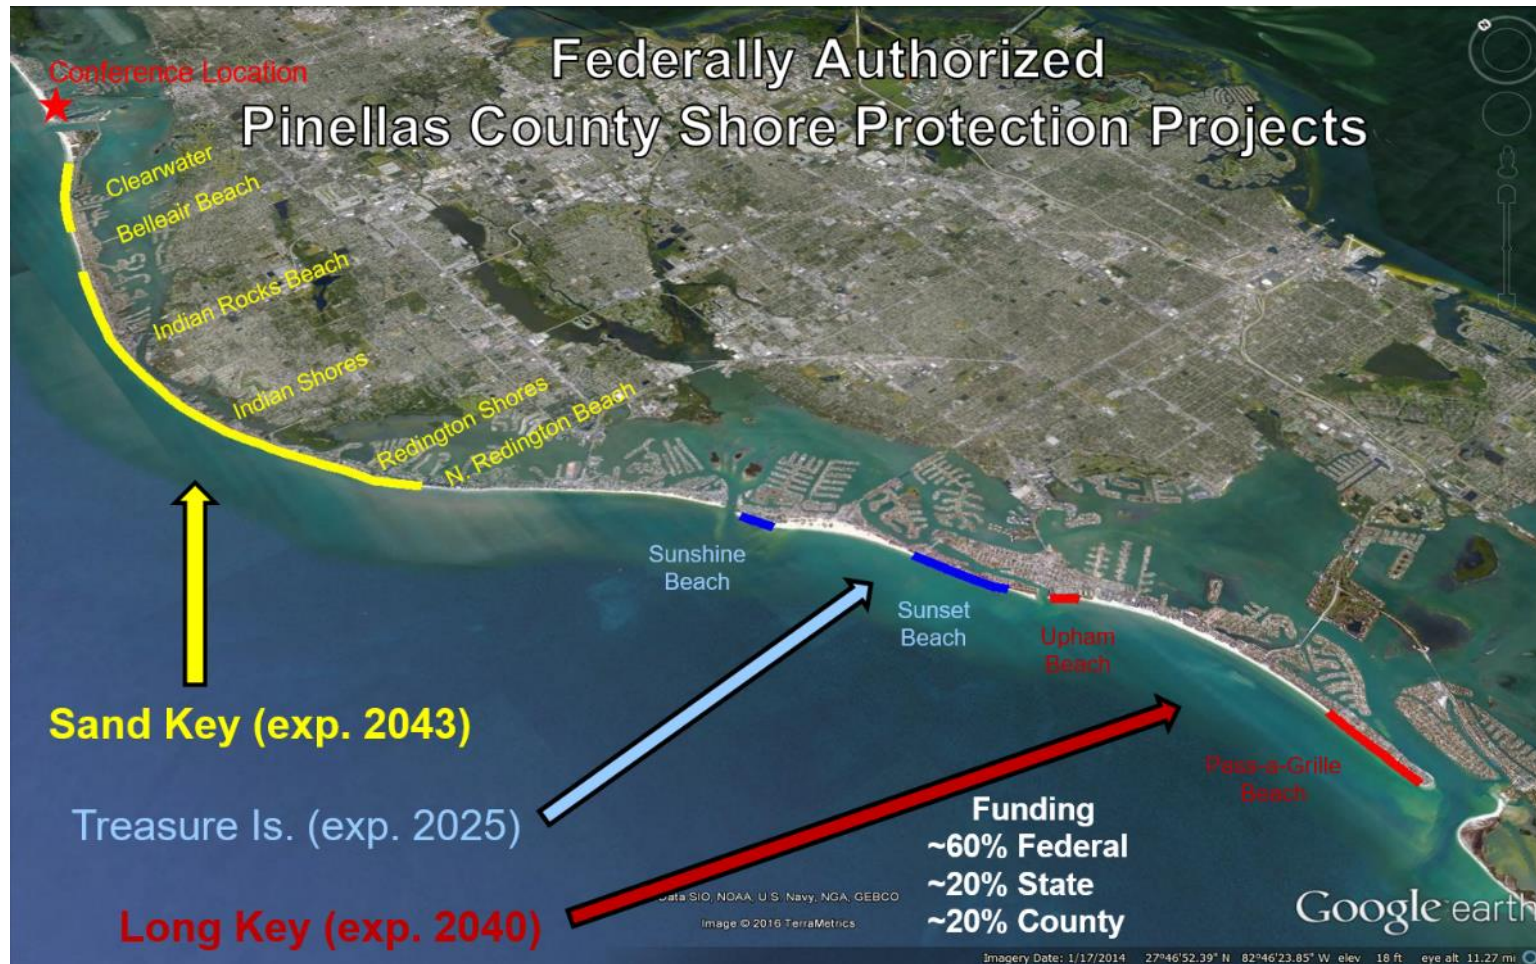 Federally Authorized
Pinellas County Shore Protection Projects
Conference Location
Clearwater
Belleair Beach
Indian Rocks Beach
Indian Shores
Redington Shores
N. Redington Beach
Sunshine
Beach
Sunset
Beach
Upham
Beach
Pass-a-Grille
Beach
Sand Key (exp. 2043)
Treasure Is. (exp. 2025)
Long Key (exp. 2040)
Funding
~60% Federal
~20% State
~20% County
Data SIO, NOAA, U.S. Navy, NGA, GEBCO
Image © 2016 TerraMetrics
Google earth
Imagery Date: 1/17/2014 27°46'52.39" N 82°46'23.85" W elev 18 ft eye alt 11.27 mi